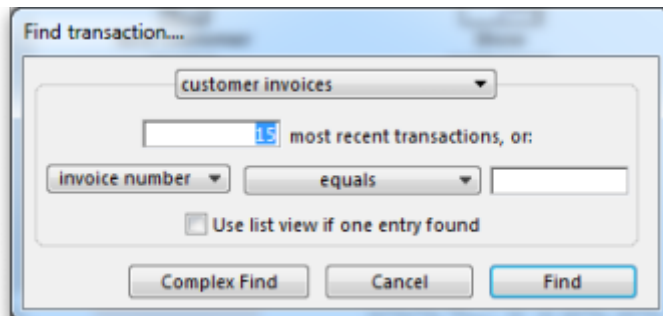 Find transaction....
customer invoices
15 most recent transactions, or:
invoice number equals
Use list view if one entry found
Complex Find Cancel Find